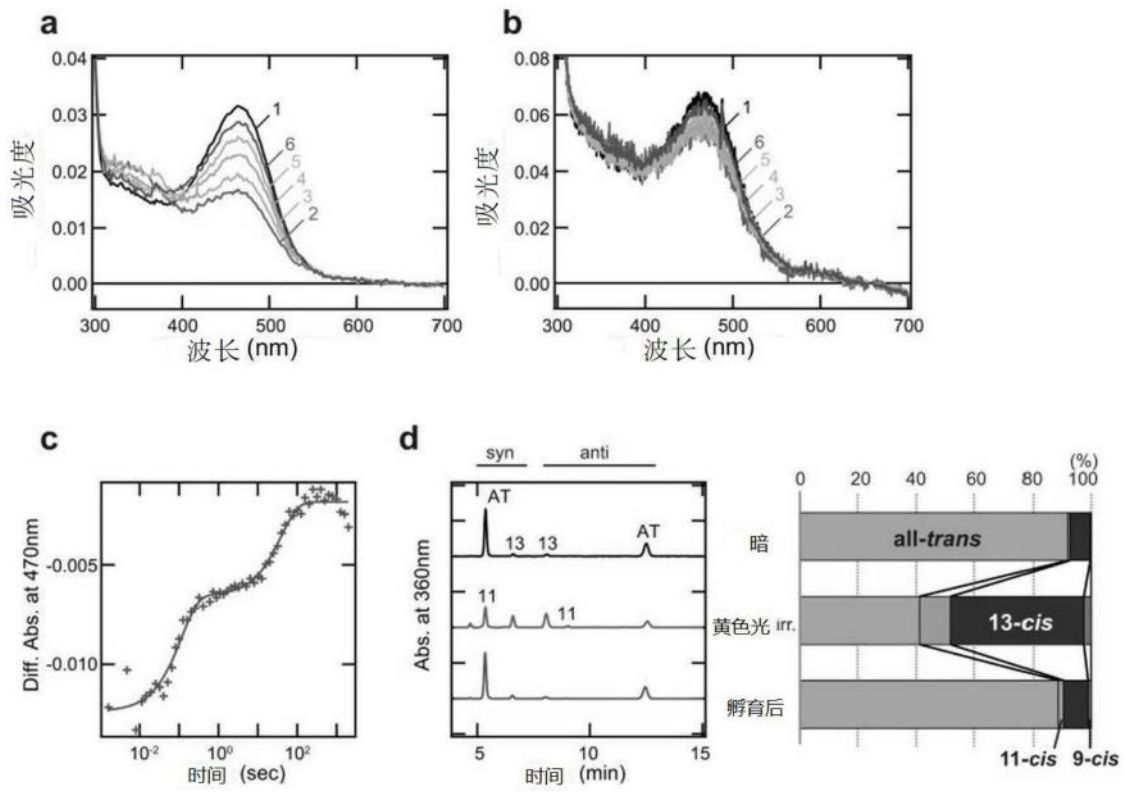 a
0.04
0.03
0.02
0.01
0.00
吸光度
1
6
5
4
3
2
300
400
500
600
700
波长 (nm)
b
0.08
0.06
0.04
0.02
0.00
吸光度
1
6
5
4
3
2
300
400
500
600
700
波长 (nm)
c
-0.005
-0.010
Diff. Abs. at 470nm
10⁻²
10⁰
10²
时间 (sec)
d
syn
anti
AT
13
13
AT
11
11
Abs. at 360nm
5
10
15
时间 (min)
(%)
0
20
40
60
80
100
暗
all-trans
黄色光 irr.
13-cis
孵育后
11-cis
9-cis